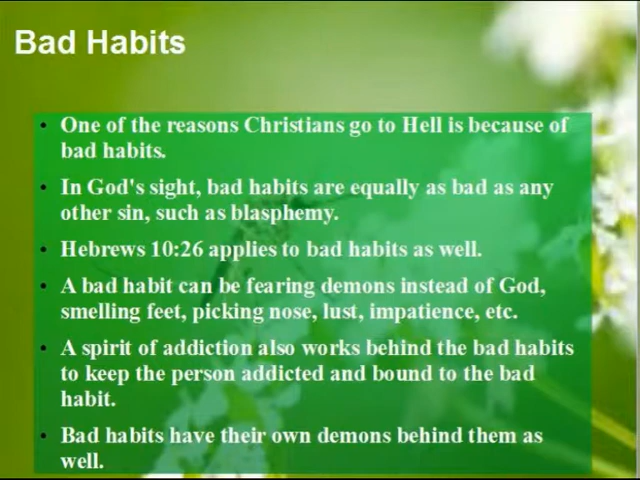 Bad Habits
• One of the reasons Christians go to Hell is because of
bad habits.
• In God's sight, bad habits are equally as bad as any
other sin, such as blasphemy.
• Hebrews 10:26 applies to bad habits as well.
• A bad habit can be fearing demons instead of God,
smelling feet, picking nose, lust, impatience, etc.
• A spirit of addiction also works behind the bad habits
to keep the person addicted and bound to the bad
habit.
• Bad habits have their own demons behind them as
well.